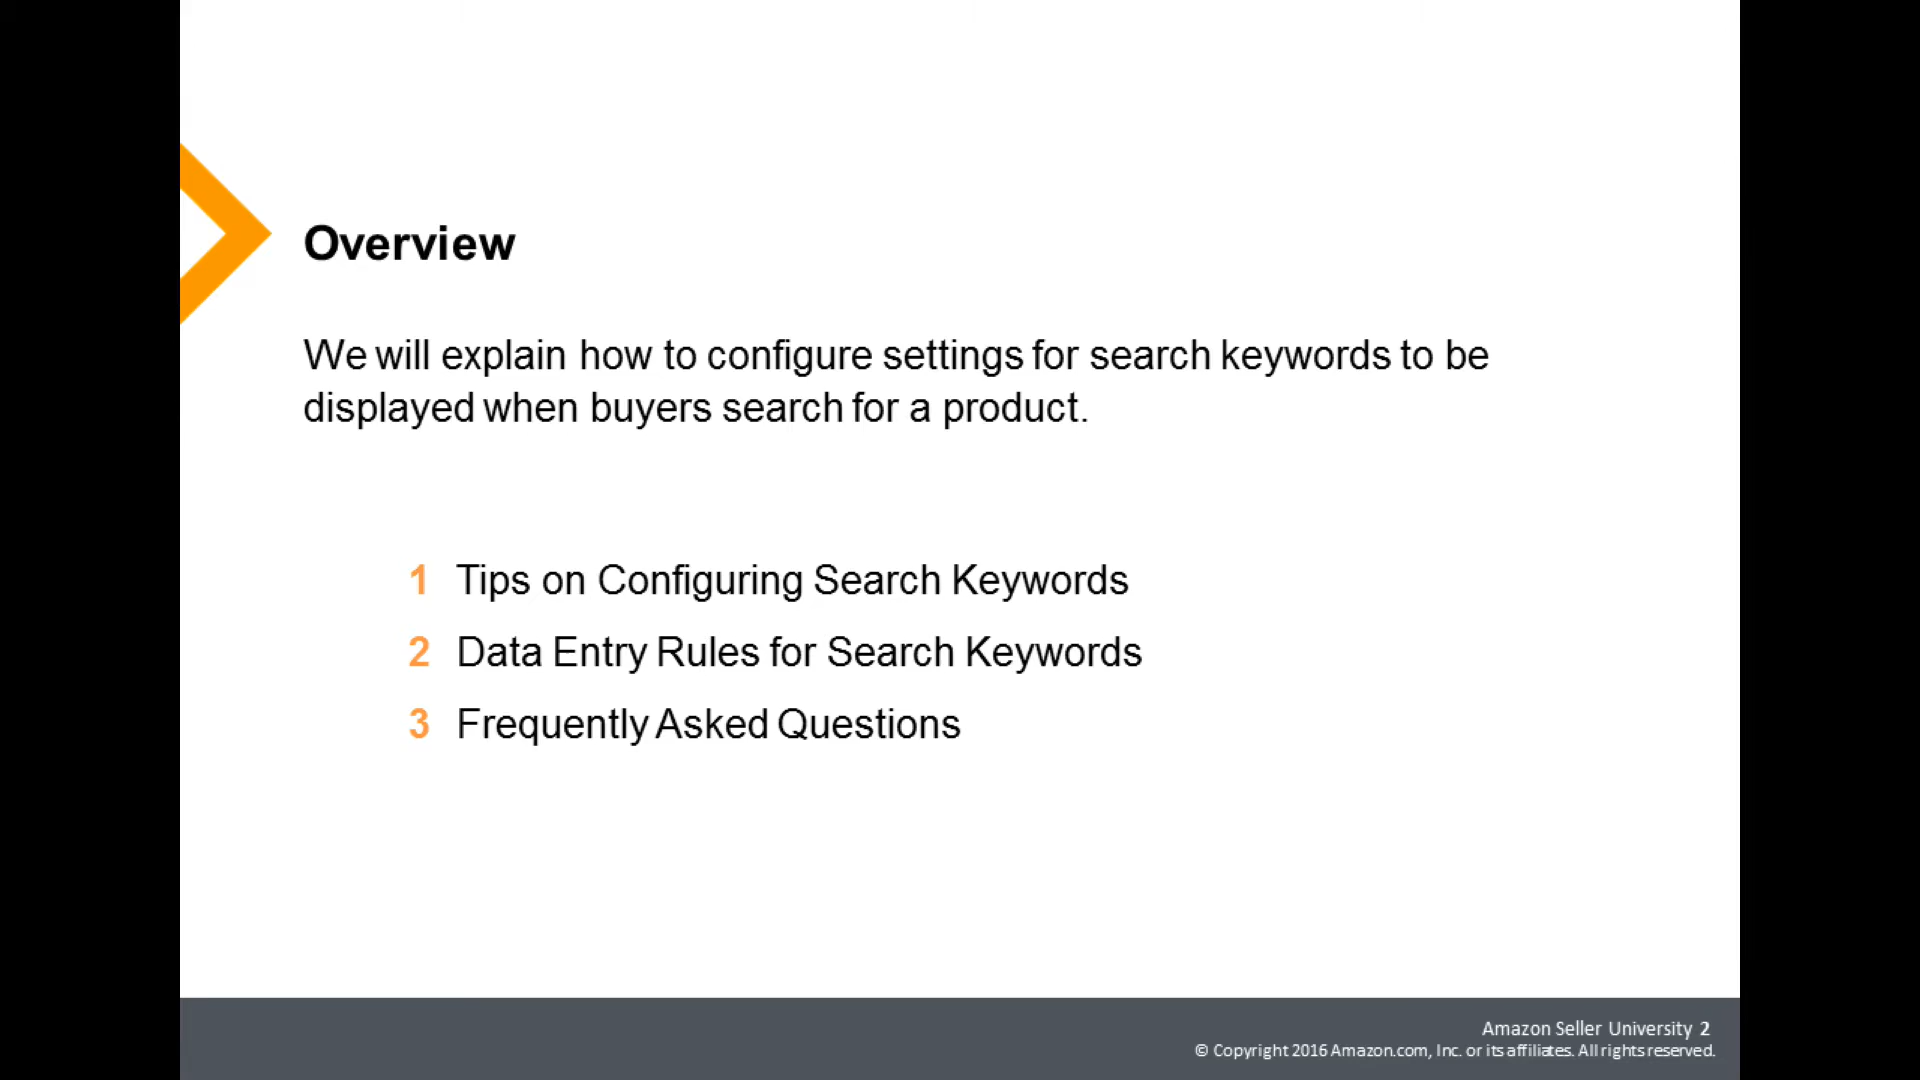 Overview
We will explain how to configure settings for search keywords to be
displayed when buyers search for a product.
1 Tips on Configuring Search Keywords
2 Data Entry Rules for Search Keywords
3 Frequently Asked Questions
Amazon Seller University 2
© Copyright 2016 Amazon.com, Inc. or its affiliates. All rights reserved.